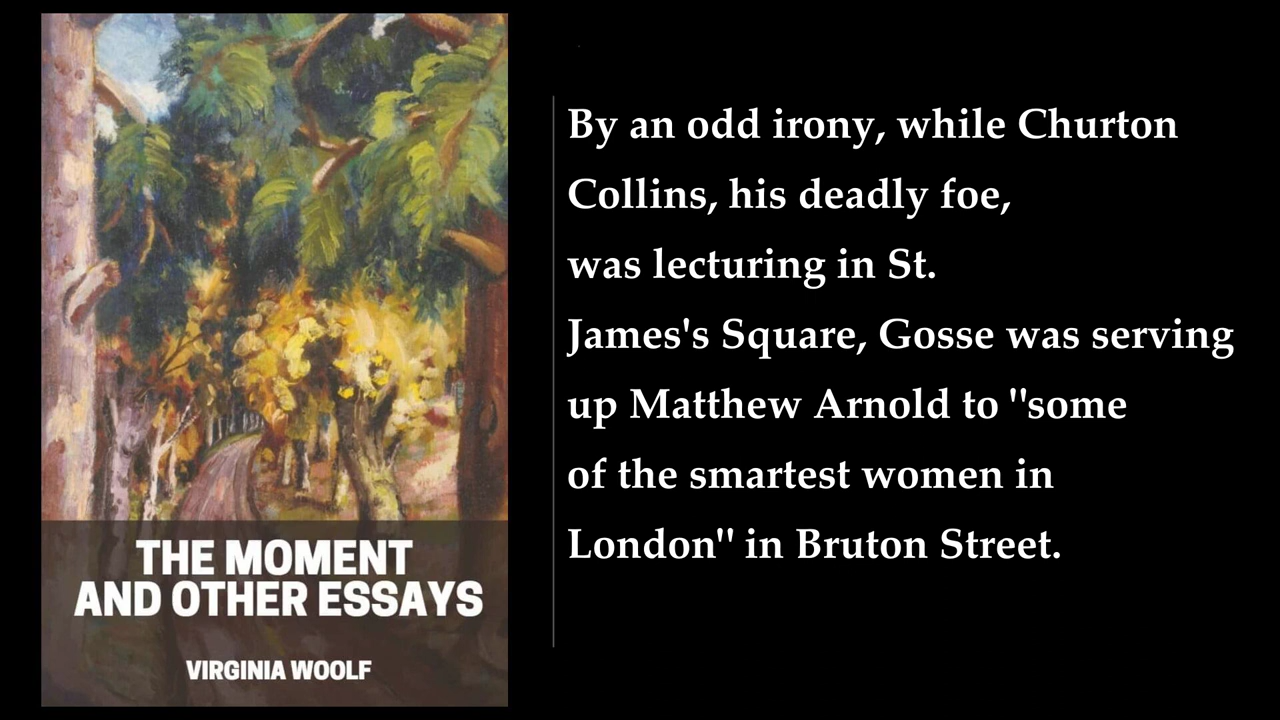 THE MOMENT
AND OTHER ESSAYS
VIRGINIA WOOLF
By an odd irony, while Churton
Collins, his deadly foe,
was lecturing in St.
James's Square, Gosse was serving
up Matthew Arnold to "some
of the smartest women in
London" in Bruton Street.